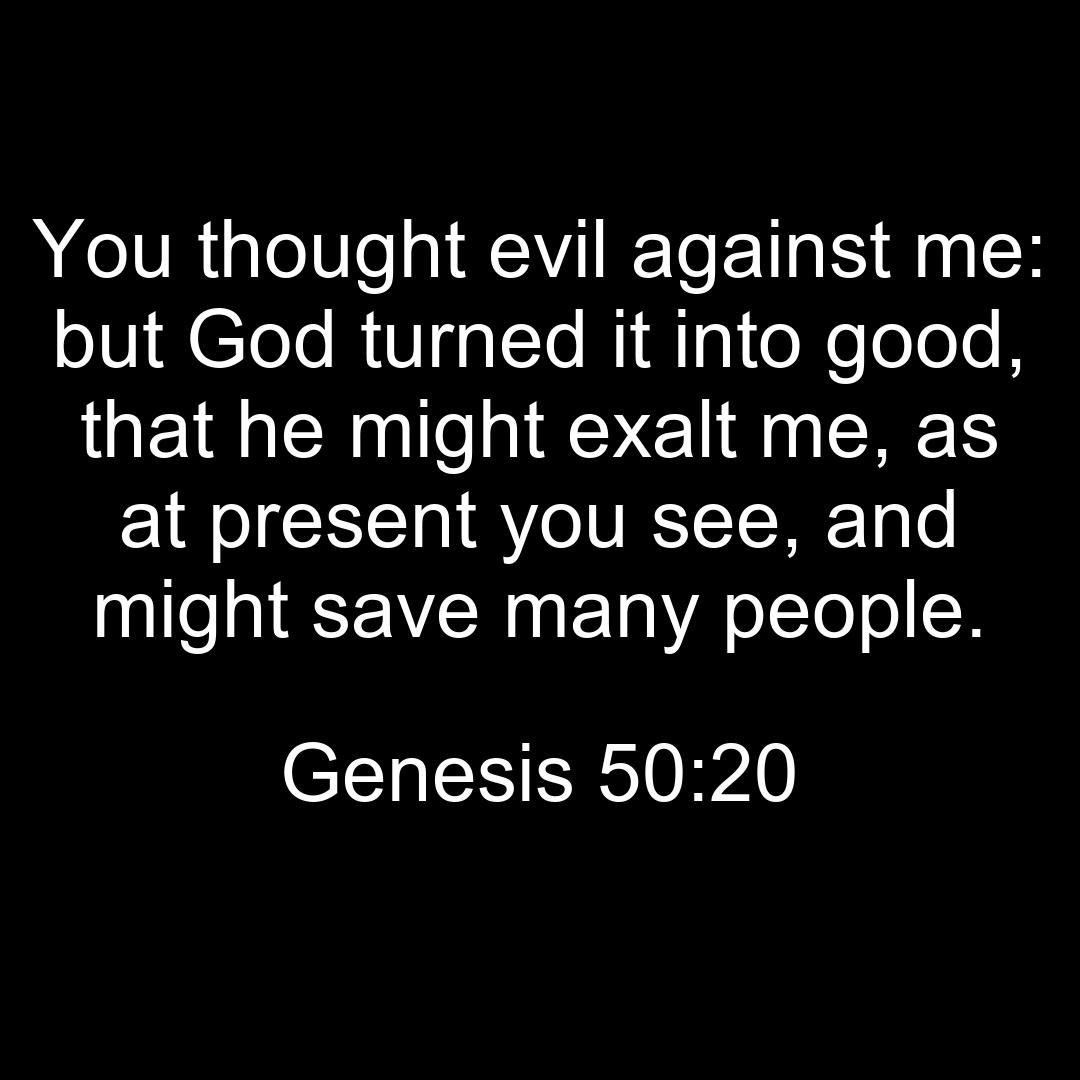 You thought evil against me:
but God turned it into good,
that he might exalt me, as
at present you see, and
might save many people.
Genesis 50:20